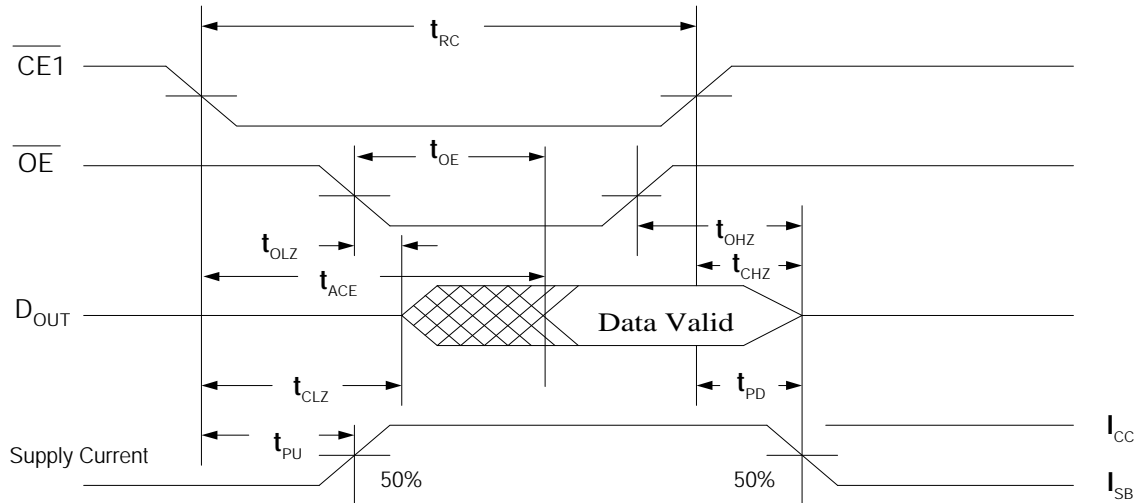 tRC
CE1
OE
tOE
tOLZ
tOHZ
tCHZ
tACE
DOUT
Data Valid
tCLZ
tPD
tPU
ICC
Supply Current
50%
50%
ISB